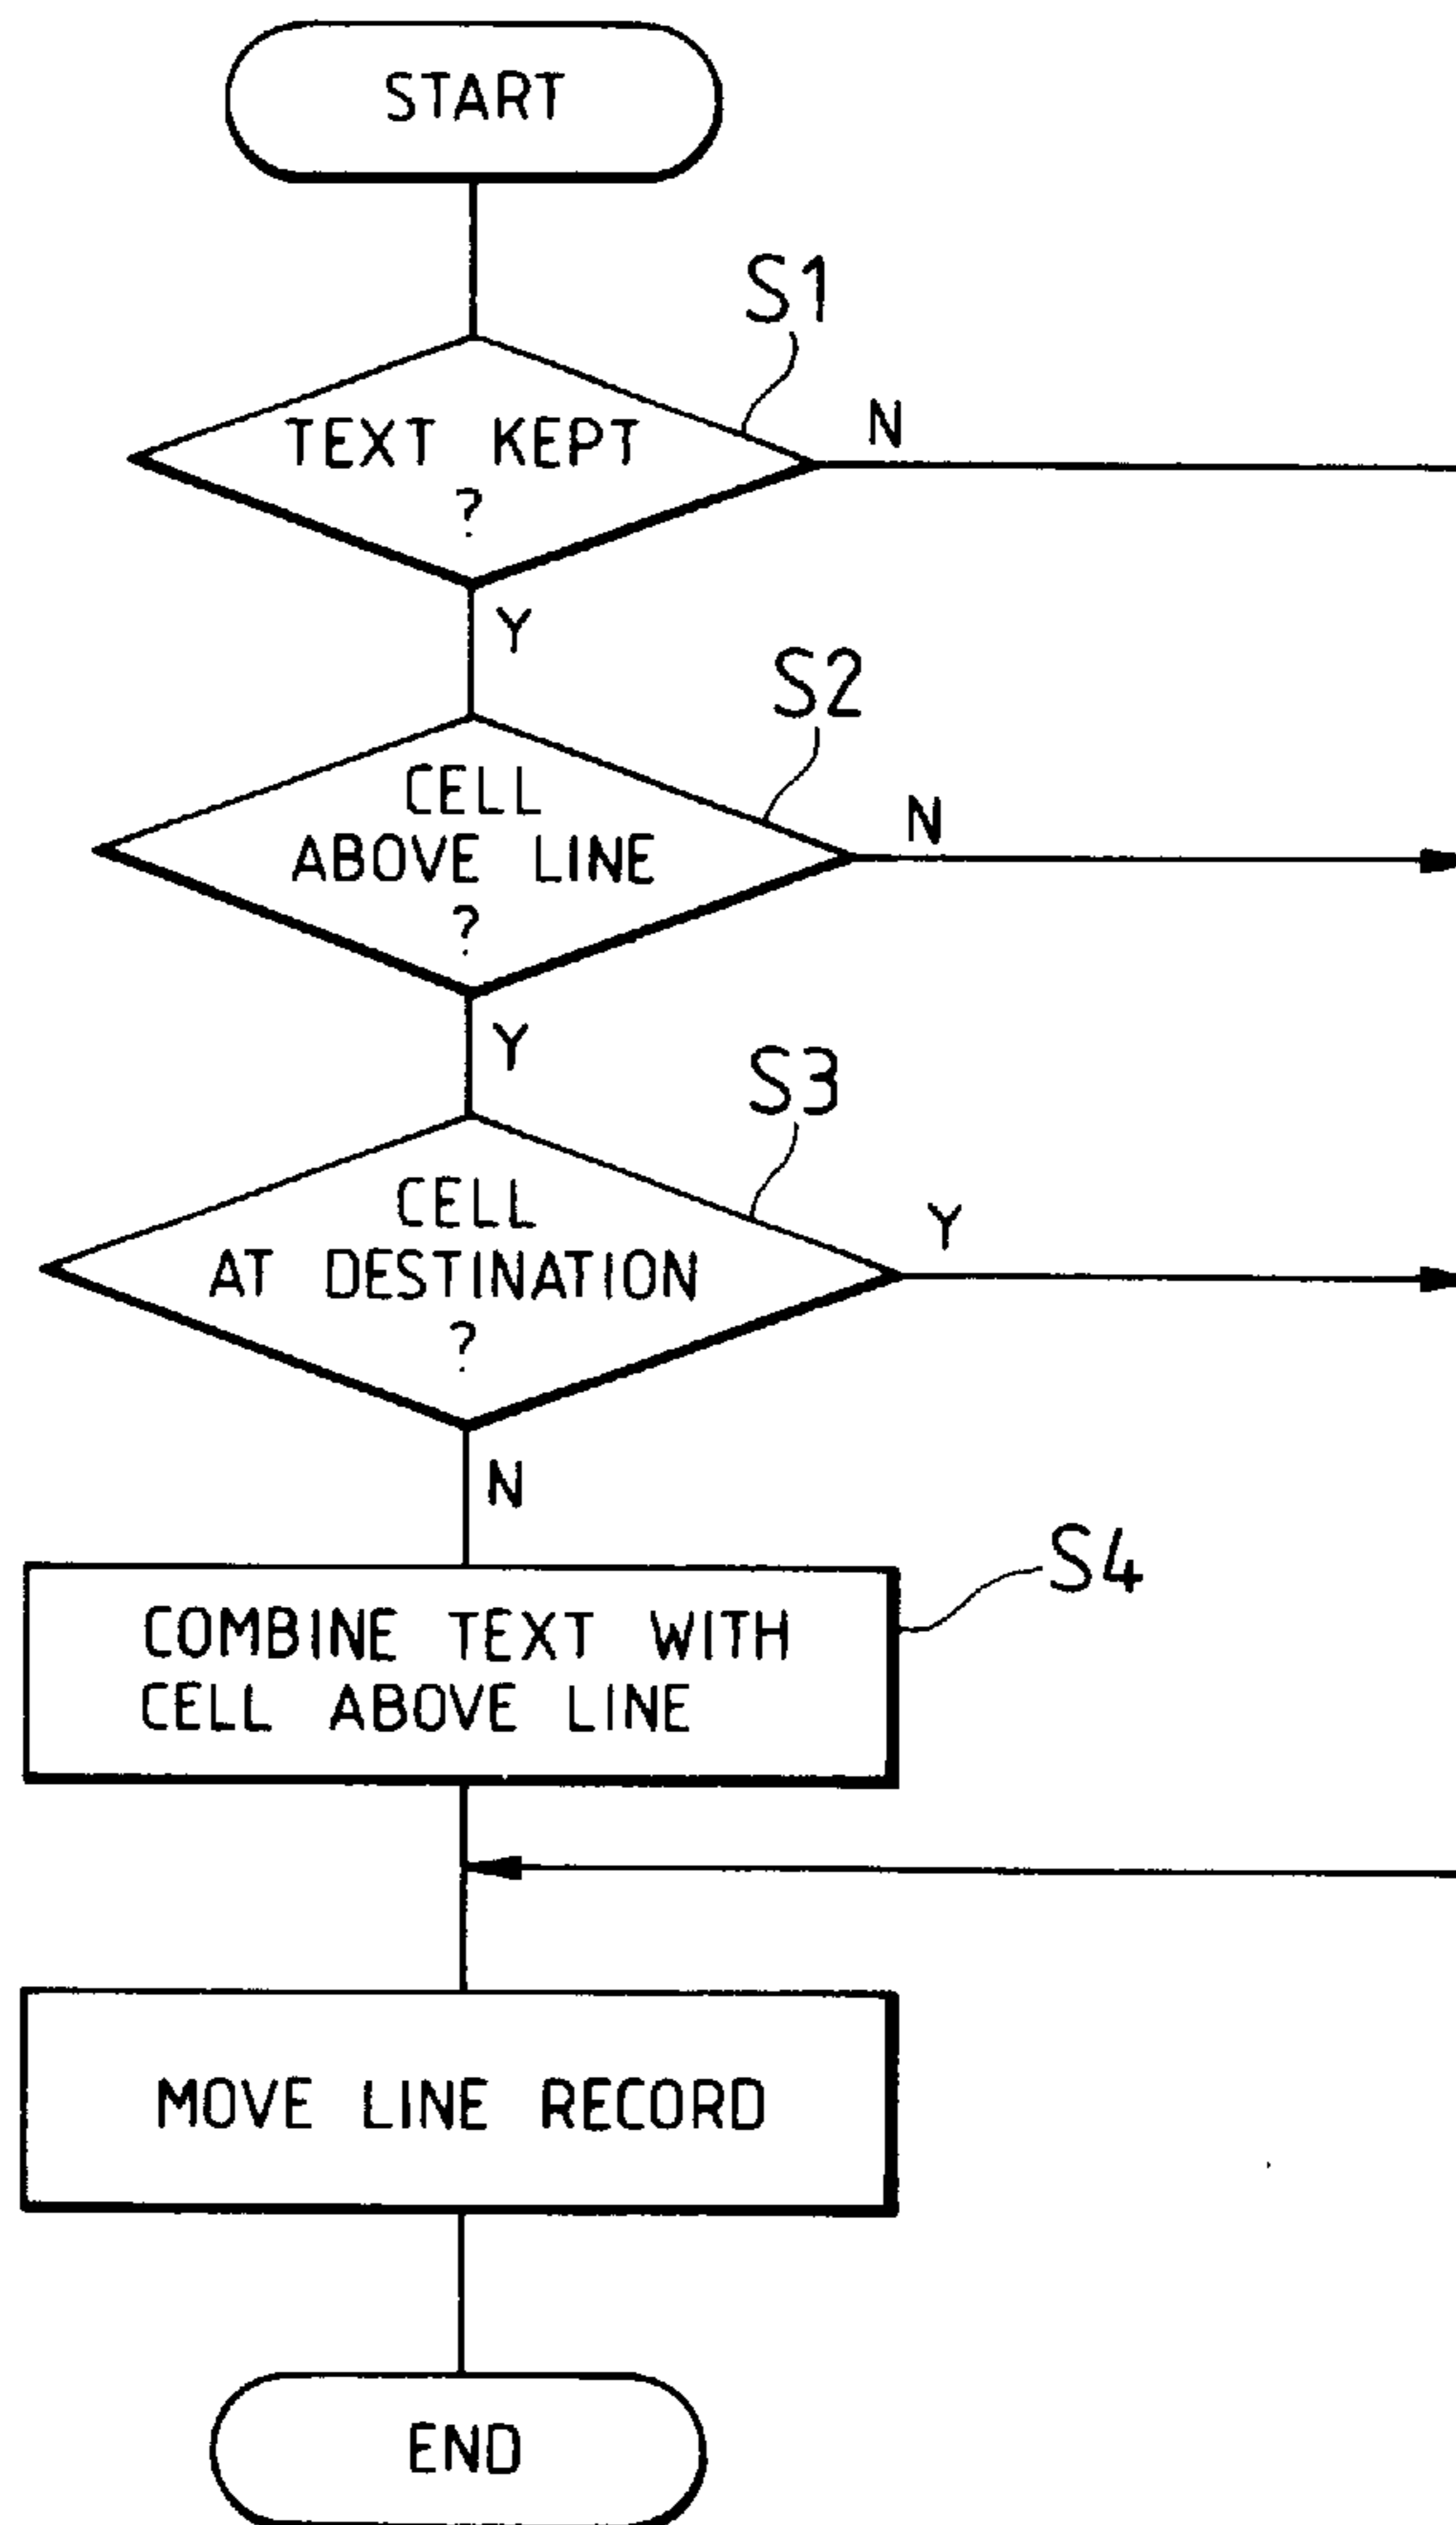 START
S1
TEXT KEPT
?
N
Y
S2
CELL
ABOVE LINE
?
N
Y
S3
CELL
AT DESTINATION
?
Y
N
S4
COMBINE TEXT WITH
CELL ABOVE LINE
MOVE LINE RECORD
END